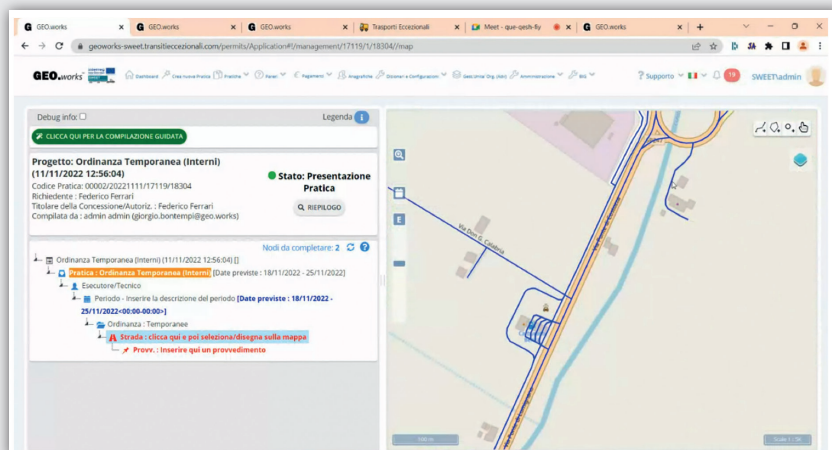 GEO.works
GEO.works
GEO.works
Trasporti Eccezionali
Meet - que-qesh-fiy
GEO.works
geoworks-sweet.transitieccezionali.com/permits/Application#!/management/17119/1/18304//map
GEO.works
Dashboard
Crea nuova Pratica
Pratiche
Pareri
Pagamenti
Anagrafiche
Dizionari e Configurazioni
Amministrazione
Supporto
19
SWEET\admin
Debug info:
Legenda
CLICCA QUI PER LA COMPILAZIONE GUIDATA
Progetto: Ordinanza Temporanea (Interni)
(11/11/2022 12:56:04)
Codice Pratica: 00002/20221111/17119/18304
Richiedente : Federico Ferrari
Titolare della Concessione/Autoriz. : Federico Ferrari
Compilata da : admin admin (giorgio.bontempi@geo.works)
Stato: Presentazione
Pratica
RIEPILOGO
Nodi da completare: 2
Ordinanza Temporanea (Interni) (11/11/2022 12:56:04) []
Pratica : Ordinanza Temporanea (Interni) [Date previste : 18/11/2022 - 25/11/2022]
Esecutore/Tecnico
Periodo - Inserire la descrizione del periodo [Date previste : 18/11/2022 -
25/11/2022<00:00-00:00>]
Ordinanza : Temporanee
Strada : clicca qui e poi seleziona/disegna sulla mappa
Provv. : Inserire qui un provvedimento
E
Via Don G. Calabria
100 m